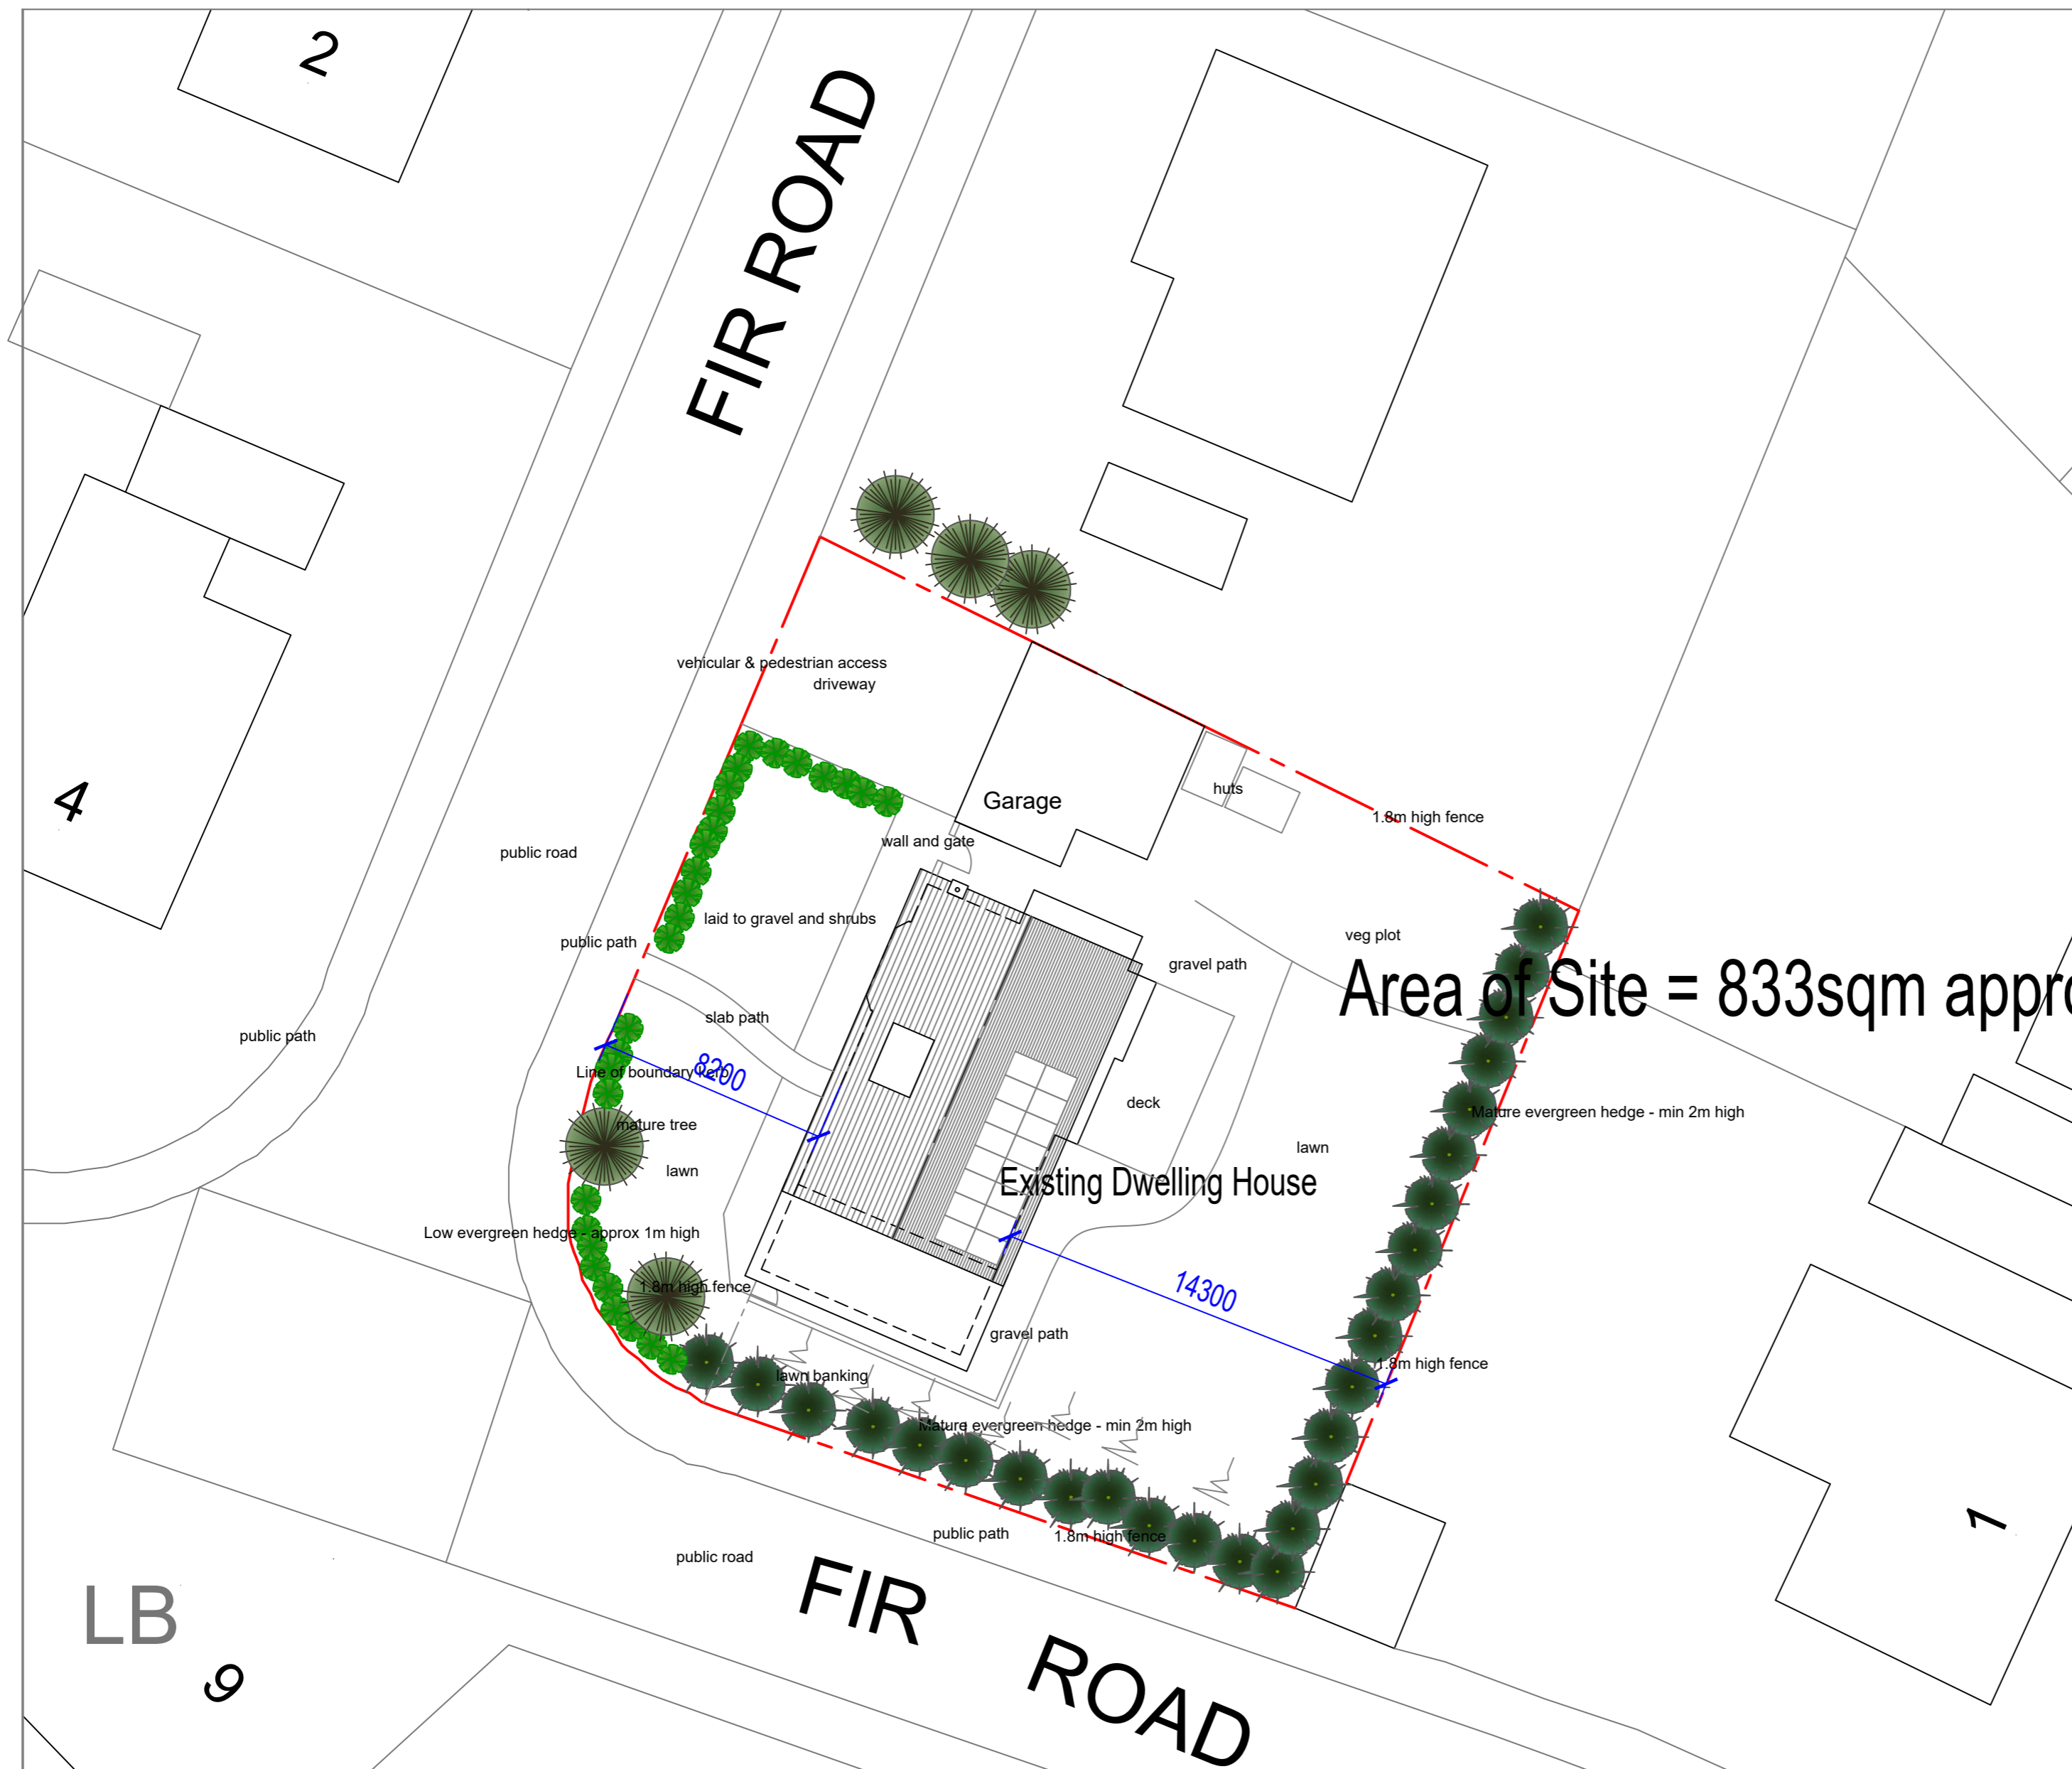 2
FIR ROAD
vehicular & pedestrian access
driveway
4
huts
Garage
1.8m high fence
wall and gate
public road
laid to gravel and shrubs
public path
veg plot
gravel path
Area of Site = 833sqm appro
slab path
public path
8200
Line of boundary kerb
deck
Mature evergreen hedge - min 2m high
mature tree
lawn
lawn
Existing Dwelling House
Low evergreen hedge - approx 1m high
1.8m high fence
14300
gravel path
1.8m high fence
lawn banking
Mature evergreen hedge - min 2m high
1
public path
1.8m high fence
public road
FIR ROAD
LB
9